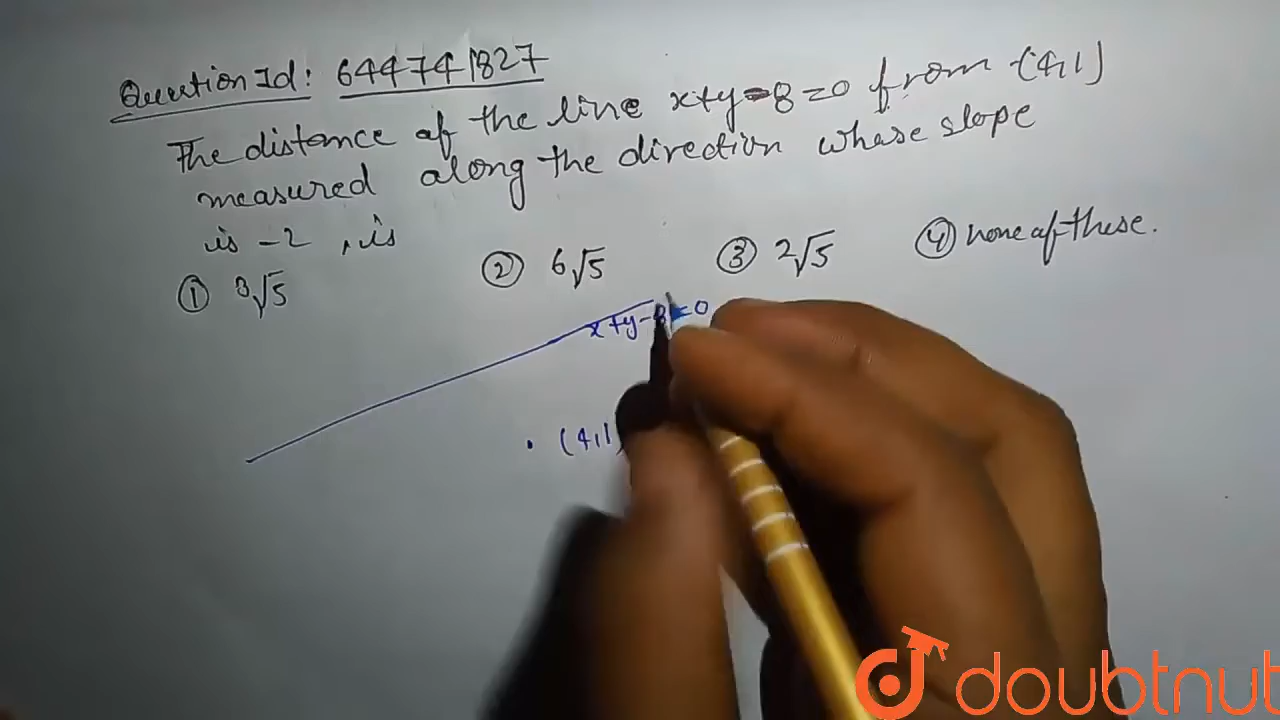 Question Id: 644741827
The distance of the line x+y-8=0 from (4,1)
measured along the direction whose slope
is -2, is
① 3√5 ② 6√5 ③ 2√5 ④ none of these.
x+y-8=0
(4,1)
doubtnut